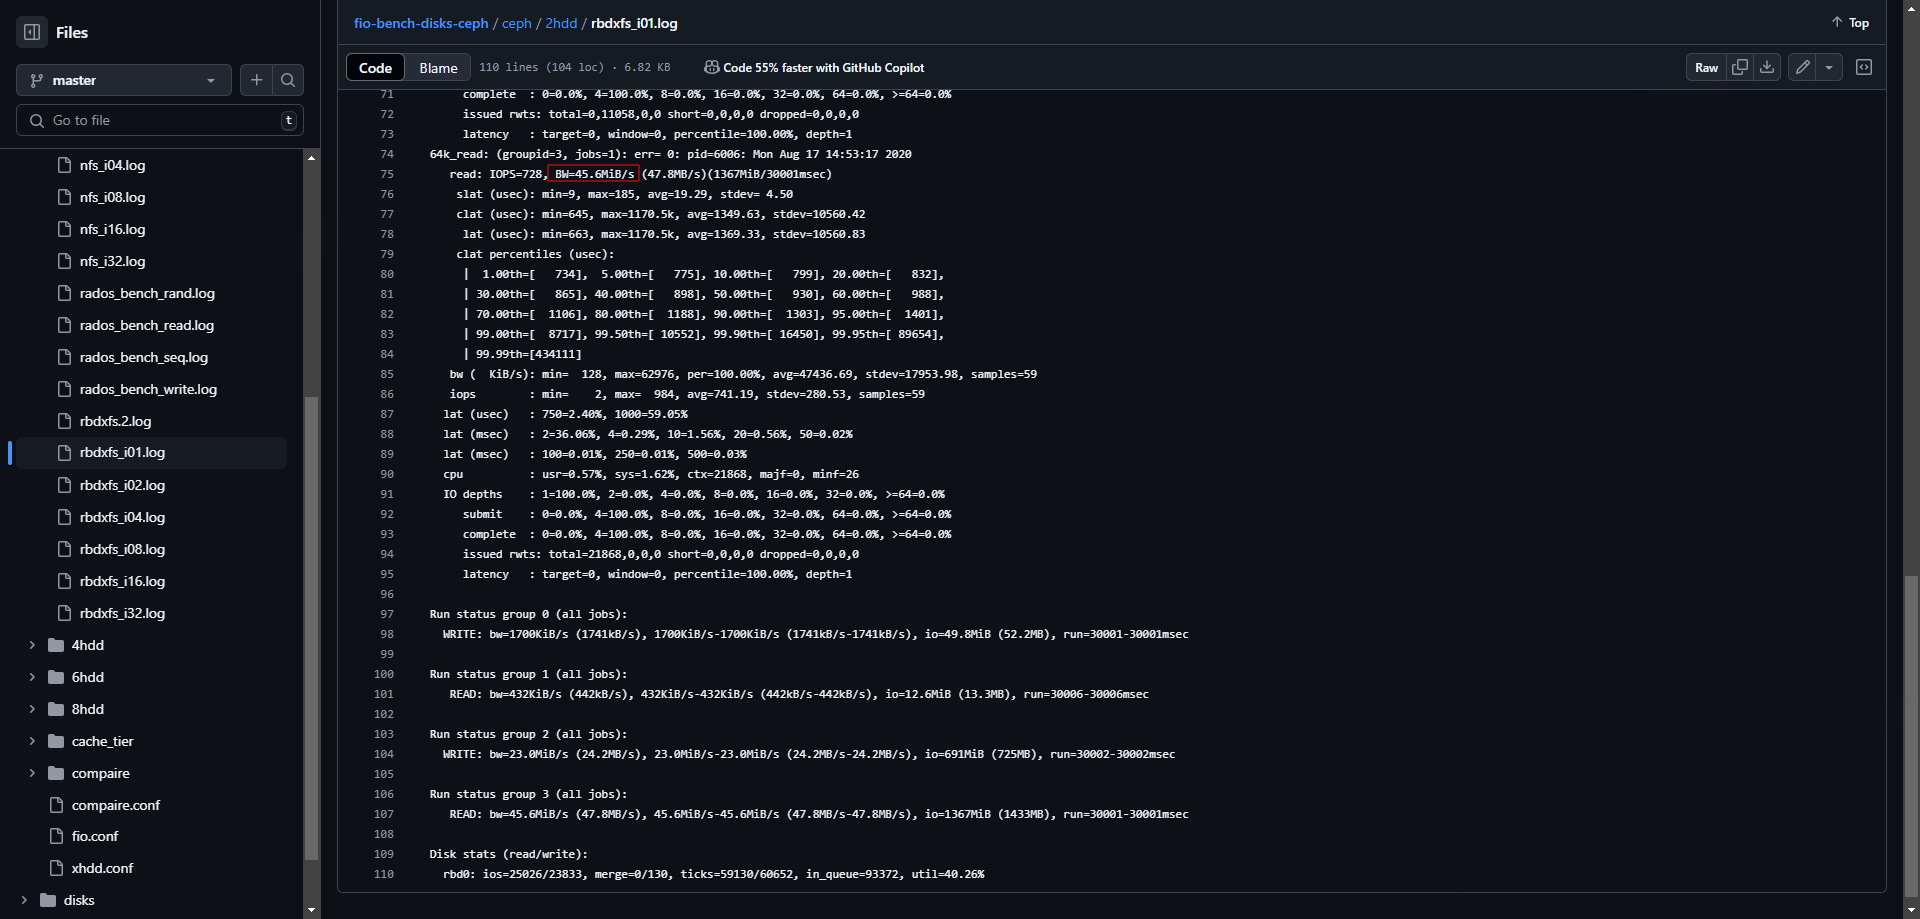 Files
master
Go to file
t
nfs_i04.log
nfs_i08.log
nfs_i16.log
nfs_i32.log
rados_bench_rand.log
rados_bench_read.log
rados_bench_seq.log
rados_bench_write.log
rbdxfs.2.log
rbdxfs_i01.log
rbdxfs_i02.log
rbdxfs_i04.log
rbdxfs_i08.log
rbdxfs_i16.log
rbdxfs_i32.log
4hdd
6hdd
8hdd
cache_tier
compaire
compaire.conf
fio.conf
xhdd.conf
disks
fio-bench-disks-ceph / ceph / 2hdd / rbdxfs_i01.log
Top
Code Blame 110 lines (104 loc) · 6.82 KB Code 55% faster with GitHub Copilot
Raw
71 complete : 0=0.0%, 4=100.0%, 8=0.0%, 16=0.0%, 32=0.0%, 64=0.0%, >=64=0.0%
72 issued rwts: total=0,11058,0,0 short=0,0,0,0 dropped=0,0,0,0
73 latency : target=0, window=0, percentile=100.00%, depth=1
74 64k_read: (groupid=3, jobs=1): err= 0: pid=6006: Mon Aug 17 14:53:17 2020
75 read: IOPS=728, BW=45.6MiB/s (47.8MB/s)(1367MiB/30001msec)
76 slat (usec): min=9, max=185, avg=19.29, stdev= 4.50
77 clat (usec): min=645, max=1170.5k, avg=1349.63, stdev=10560.42
78 lat (usec): min=663, max=1170.5k, avg=1369.33, stdev=10560.83
79 clat percentiles (usec):
80 | 1.00th=[ 734], 5.00th=[ 775], 10.00th=[ 799], 20.00th=[ 832],
81 | 30.00th=[ 865], 40.00th=[ 898], 50.00th=[ 930], 60.00th=[ 988],
82 | 70.00th=[ 1106], 80.00th=[ 1188], 90.00th=[ 1303], 95.00th=[ 1401],
83 | 99.00th=[ 8717], 99.50th=[ 10552], 99.90th=[ 16450], 99.95th=[ 89654],
84 | 99.99th=[434111]
85 bw ( KiB/s): min= 128, max=62976, per=100.00%, avg=47436.69, stdev=17953.98, samples=59
86 iops : min= 2, max= 984, avg=741.19, stdev=280.53, samples=59
87 lat (usec) : 750=2.40%, 1000=59.05%
88 lat (msec) : 2=36.06%, 4=0.29%, 10=1.56%, 20=0.56%, 50=0.02%
89 lat (msec) : 100=0.01%, 250=0.01%, 500=0.03%
90 cpu : usr=0.57%, sys=1.62%, ctx=21868, majf=0, minf=26
91 IO depths : 1=100.0%, 2=0.0%, 4=0.0%, 8=0.0%, 16=0.0%, 32=0.0%, >=64=0.0%
92 submit : 0=0.0%, 4=100.0%, 8=0.0%, 16=0.0%, 32=0.0%, 64=0.0%, >=64=0.0%
93 complete : 0=0.0%, 4=100.0%, 8=0.0%, 16=0.0%, 32=0.0%, 64=0.0%, >=64=0.0%
94 issued rwts: total=21868,0,0,0 short=0,0,0,0 dropped=0,0,0,0
95 latency : target=0, window=0, percentile=100.00%, depth=1
96
97 Run status group 0 (all jobs):
98 WRITE: bw=1700KiB/s (1741kB/s), 1700KiB/s-1700KiB/s (1741kB/s-1741kB/s), io=49.8MiB (52.2MB), run=30001-30001msec
99
100 Run status group 1 (all jobs):
101 READ: bw=432KiB/s (442kB/s), 432KiB/s-432KiB/s (442kB/s-442kB/s), io=12.6MiB (13.3MB), run=30006-30006msec
102
103 Run status group 2 (all jobs):
104 WRITE: bw=23.0MiB/s (24.2MB/s), 23.0MiB/s-23.0MiB/s (24.2MB/s-24.2MB/s), io=691MiB (725MB), run=30002-30002msec
105
106 Run status group 3 (all jobs):
107 READ: bw=45.6MiB/s (47.8MB/s), 45.6MiB/s-45.6MiB/s (47.8MB/s-47.8MB/s), io=1367MiB (1433MB), run=30001-30001msec
108
109 Disk stats (read/write):
110 rbd0: ios=25026/23833, merge=0/130, ticks=59130/60652, in_queue=93372, util=40.26%